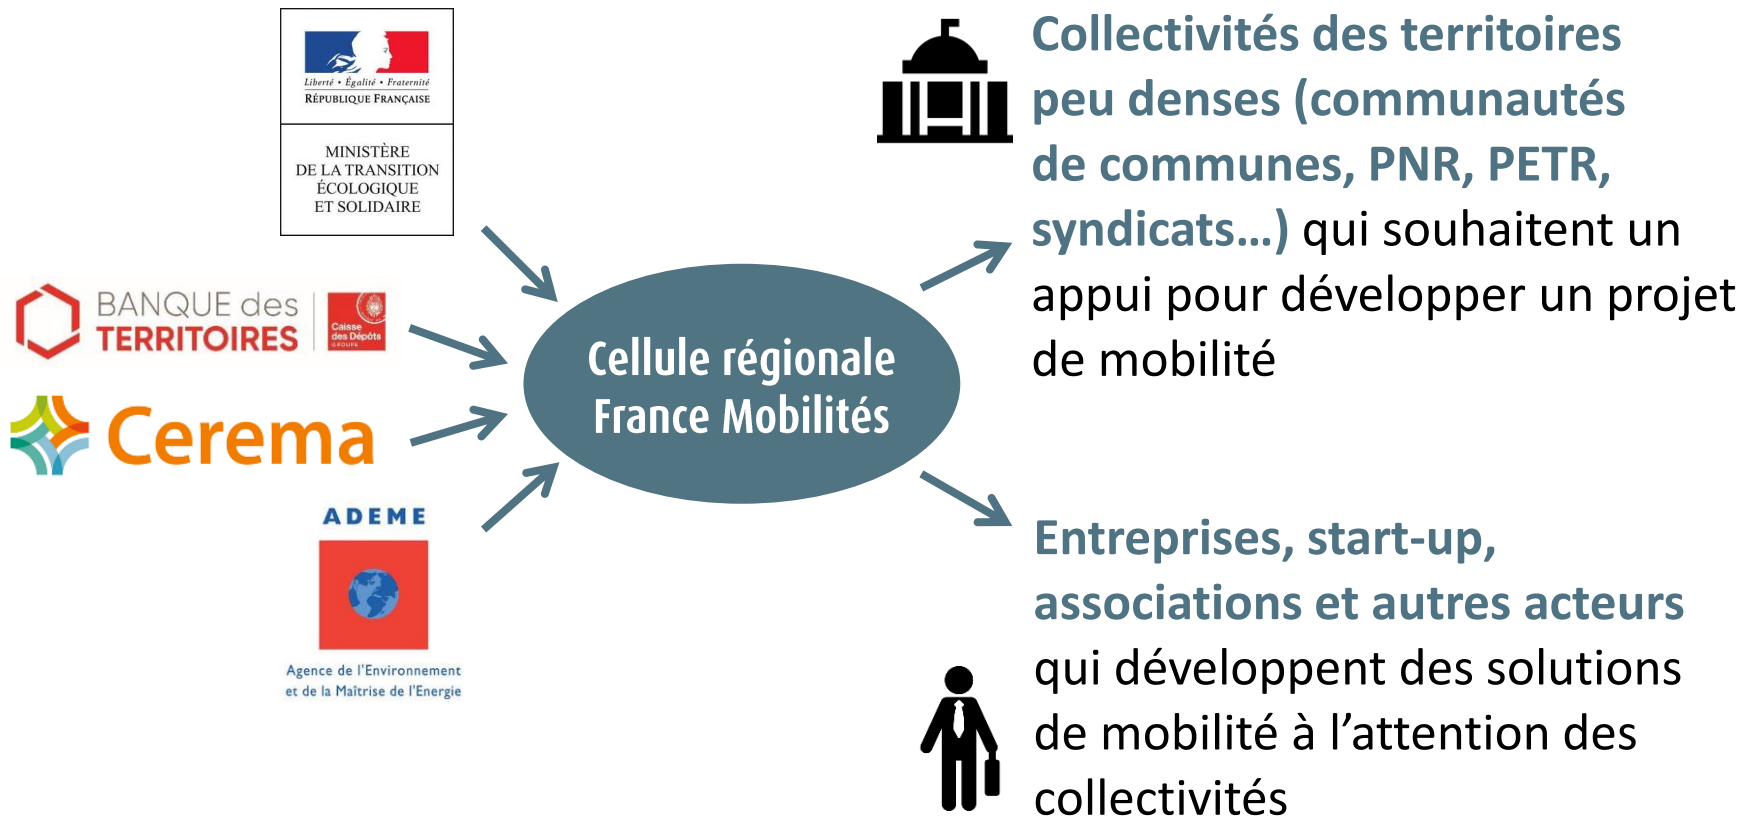 Liberté • Égalité • Fraternité
RÉPUBLIQUE FRANÇAISE
MINISTÈRE
DE LA TRANSITION
ÉCOLOGIQUE
ET SOLIDAIRE
BANQUE des
TERRITOIRES
Caisse
des Dépôts
GROUPE
Cerema
ADEME
Agence de l'Environnement
et de la Maîtrise de l'Energie
Cellule régionale
France Mobilités
Collectivités des territoires
peu denses (communautés
de communes, PNR, PETR,
syndicats…) qui souhaitent un
appui pour développer un projet
de mobilité
Entreprises, start-up,
associations et autres acteurs
qui développent des solutions
de mobilité à l’attention des
collectivités